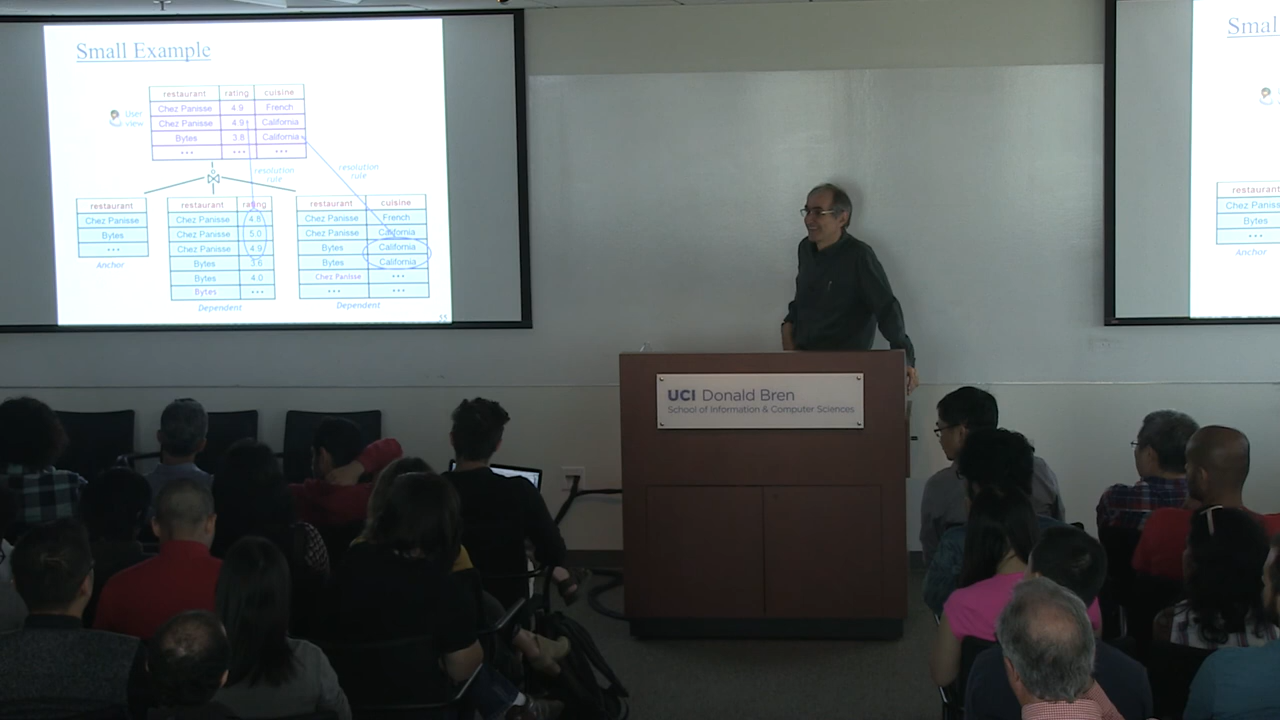 Small Example
restaurant rating cuisine
Chez Panisse 4.9 French
Chez Panisse 4.9 California
Bytes 3.8 California
... ... ...
User
view
resolution
rule
resolution
rule
restaurant
Chez Panisse
Bytes
...
Anchor
restaurant rating
Chez Panisse 4.8
Chez Panisse 5.0
Chez Panisse 4.9
Bytes 3.6
Bytes 4.0
Bytes ...
Dependent
restaurant cuisine
Chez Panisse French
Chez Panisse California
Bytes California
Bytes California
Chez Panisse ...
... ...
Dependent
UCI Donald Bren
School of Information & Computer Sciences
Smal
restaurant
Chez Paniss
Bytes
...
Anchor